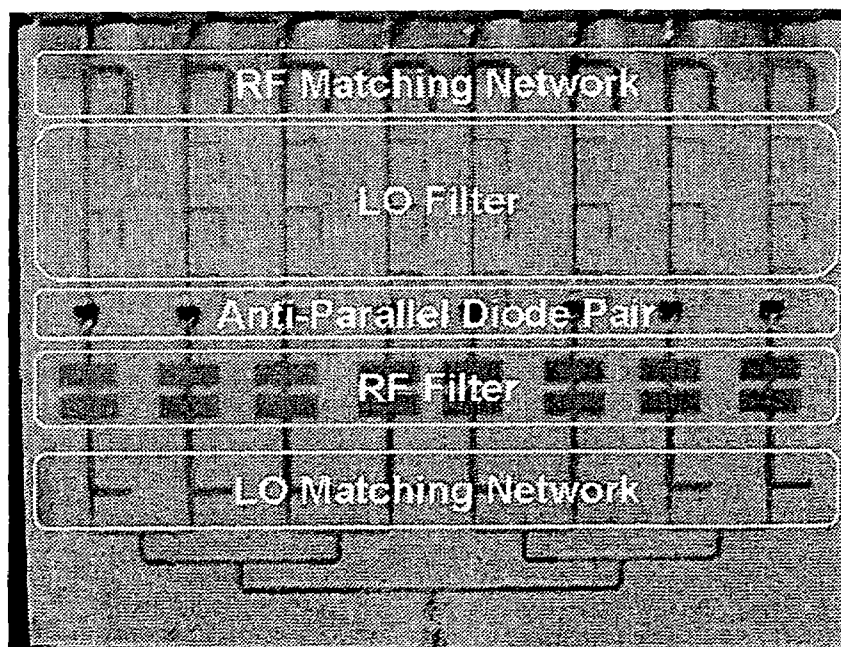 RF Matching Network
LO Filter
Anti-Parallel Diode Pair
RF Filter
LO Matching Network